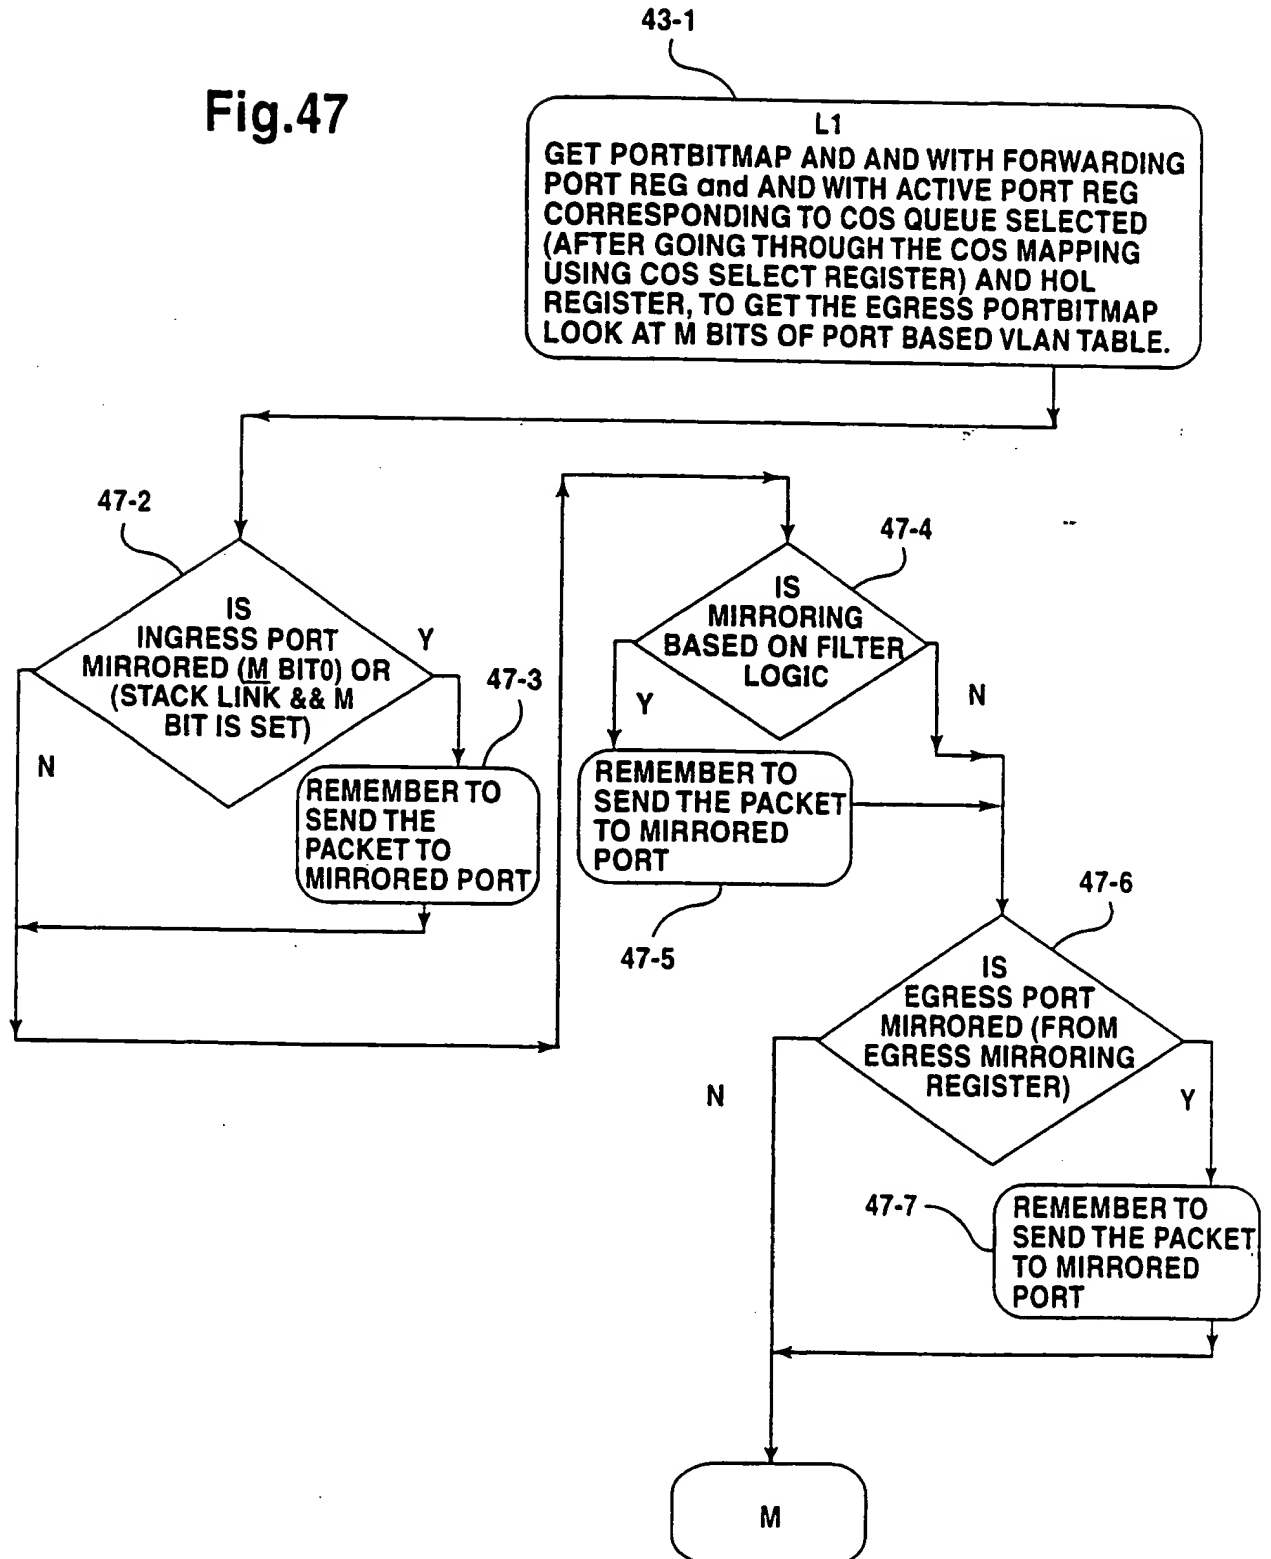 43-1
Fig.47
L1
GET PORTBITMAP AND AND WITH FORWARDING
PORT REG and AND WITH ACTIVE PORT REG
CORRESPONDING TO COS QUEUE SELECTED
(AFTER GOING THROUGH THE COS MAPPING
USING COS SELECT REGISTER) AND HOL
REGISTER, TO GET THE EGRESS PORTBITMAP
LOOK AT M BITS OF PORT BASED VLAN TABLE.
47-2
IS
INGRESS PORT
MIRRORED (M BIT0) OR
(STACK LINK && M
BIT IS SET)
Y
N
47-3
REMEMBER TO
SEND THE
PACKET TO
MIRRORED PORT
47-4
IS
MIRRORING
BASED ON FILTER
LOGIC
Y
N
REMEMBER TO
SEND THE PACKET
TO MIRRORED
PORT
47-5
47-6
IS
EGRESS PORT
MIRRORED (FROM
EGRESS MIRRORING
REGISTER)
N
Y
47-7
REMEMBER TO
SEND THE PACKET
TO MIRRORED
PORT
M